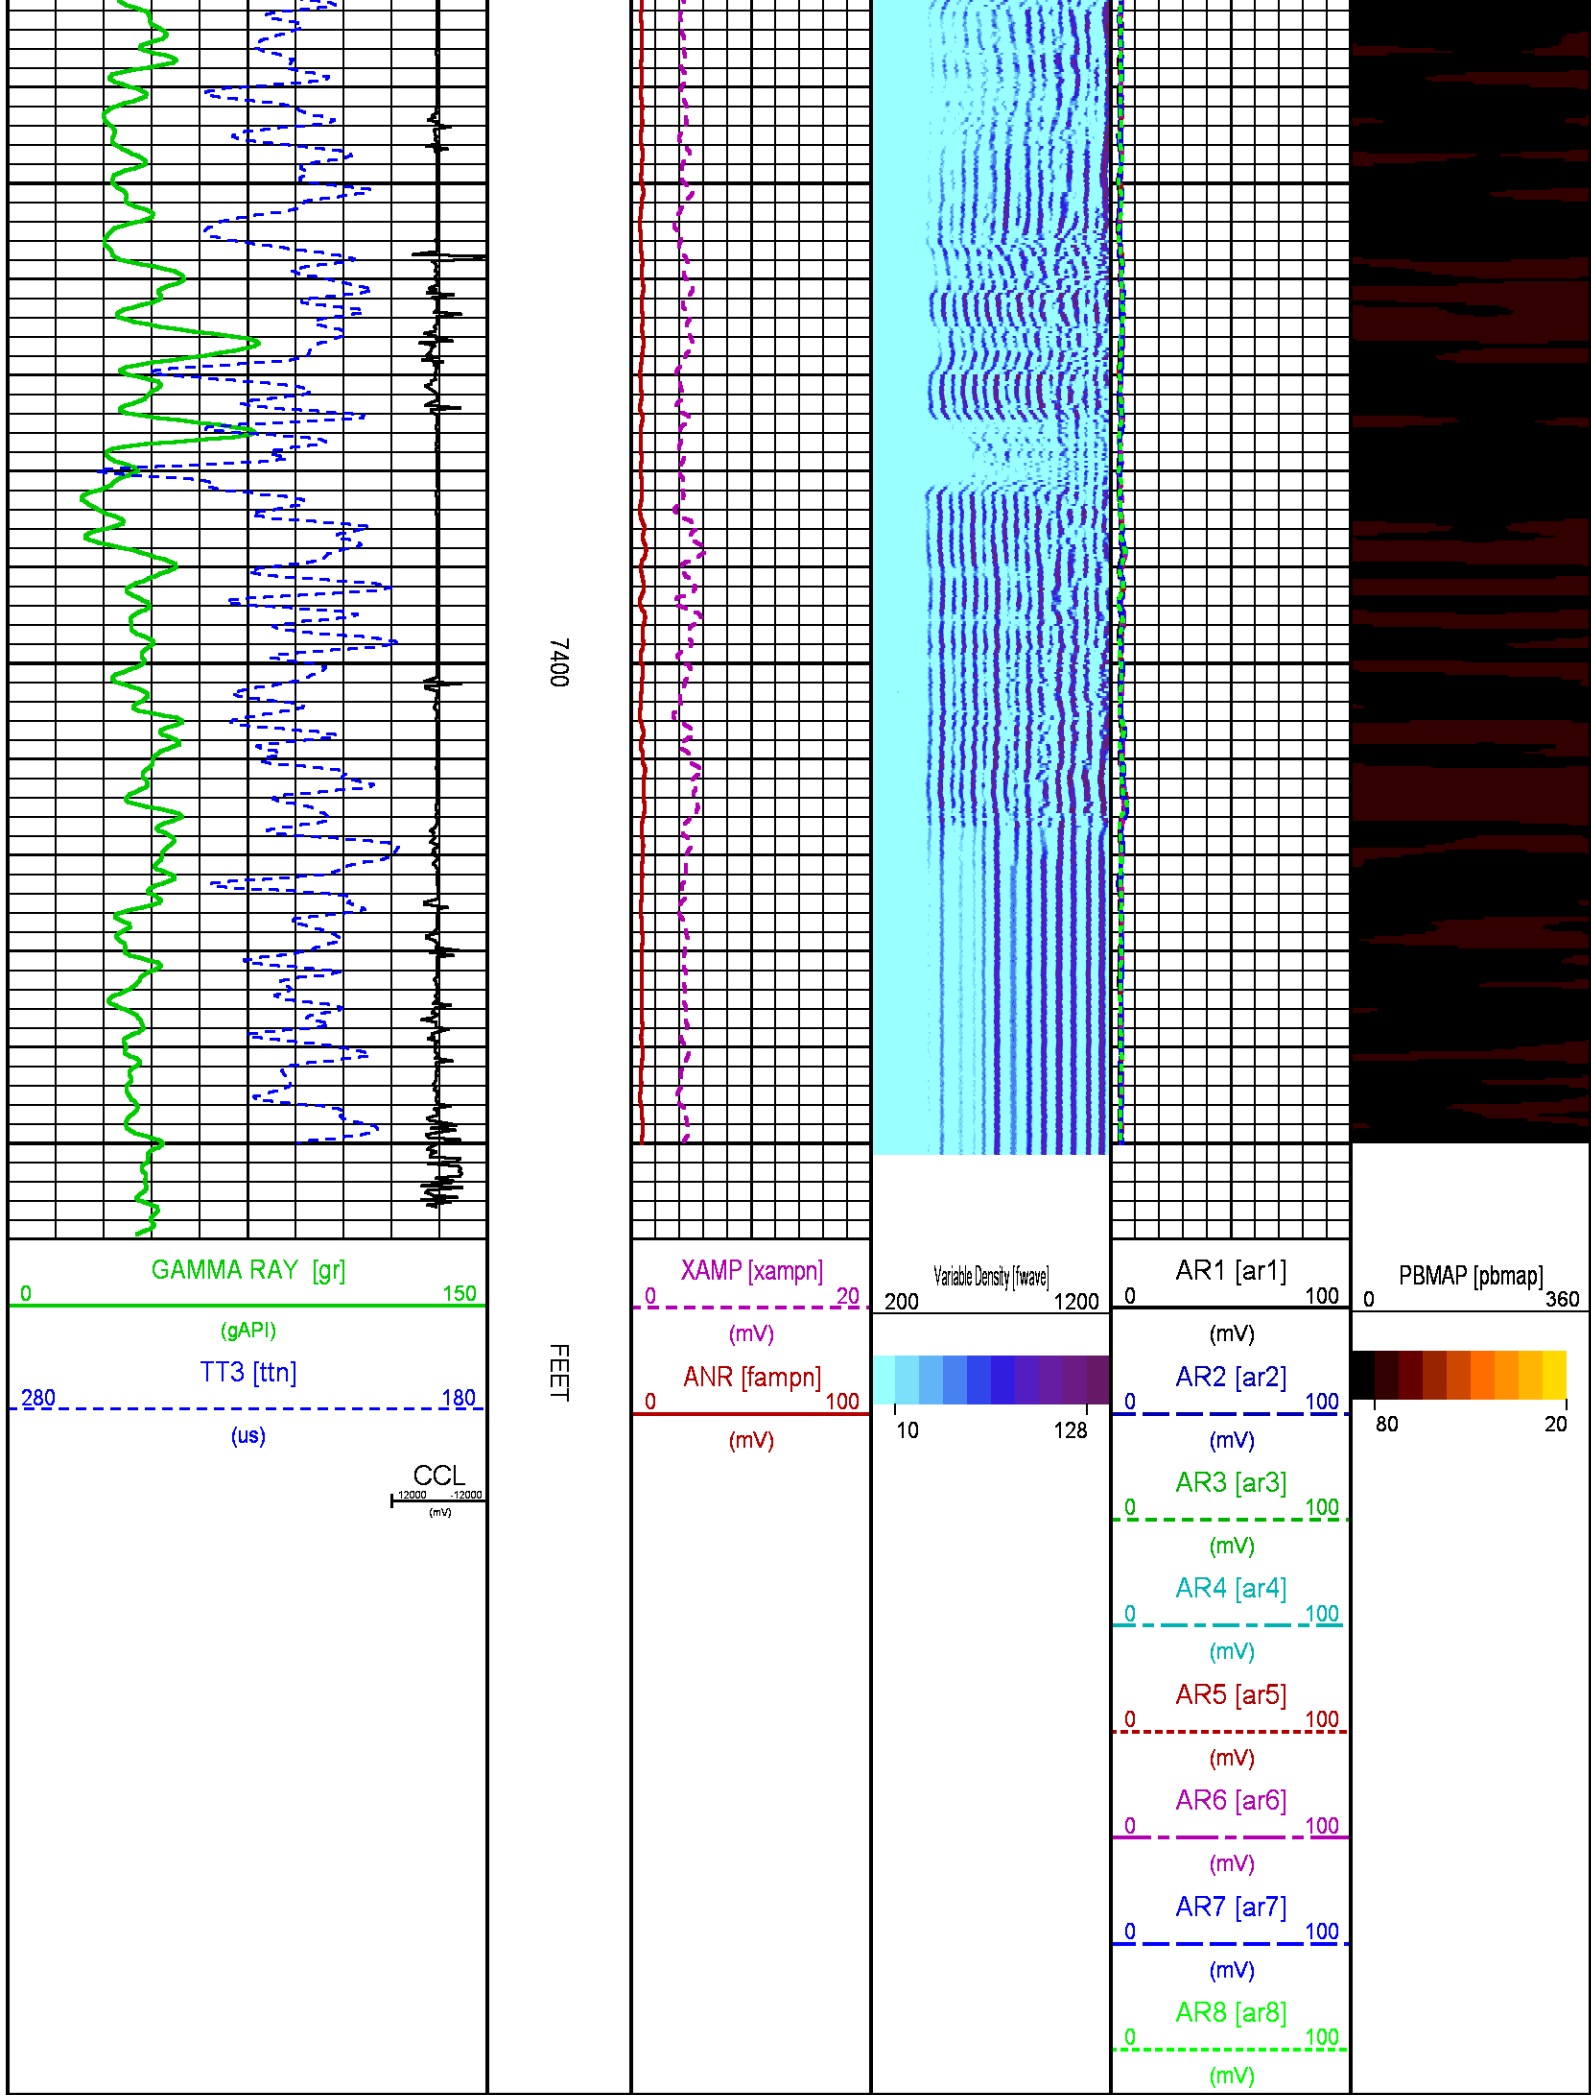 7400
FEET
GAMMA RAY [gr]
0 150
(gAPI)
TT3 [ttn]
280 180
(us)
CCL
12000 -12000
(mV)
XAMP [xampn]
0 20
(mV)
ANR [fampn]
0 100
(mV)
Variable Density [fwave]
200 1200
10 128
AR1 [ar1]
0 100
(mV)
AR2 [ar2]
0 100
(mV)
AR3 [ar3]
0 100
(mV)
AR4 [ar4]
0 100
(mV)
AR5 [ar5]
0 100
(mV)
AR6 [ar6]
0 100
(mV)
AR7 [ar7]
0 100
(mV)
AR8 [ar8]
0 100
(mV)
PBMAP [pbmap]
0 360
80 20